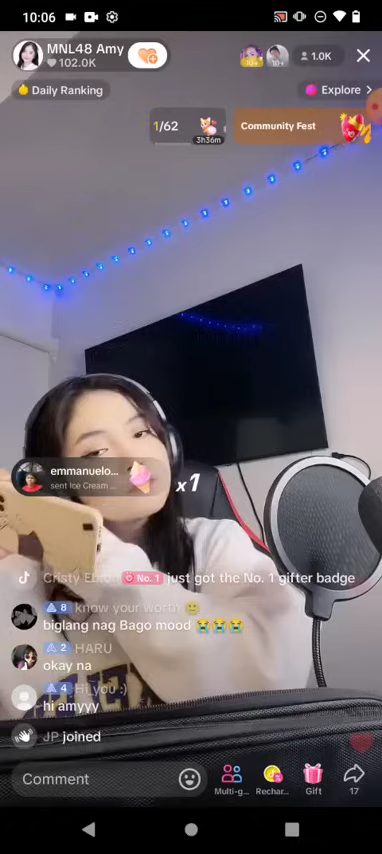 10:06
MNL48 Amy
102.0K
10+
10+
1.0K
Daily Ranking
Explore >
1/62
3h36m
Community Fest
emmanuelo...
sent Ice Cream ...
x1
No. 1 just got the No. 1 gifter badge
8 know your worth 🥲
biglang nag Bago mood 😭😭😭
2 HARU
okay na
4 Hi you :)
hi amyyy
JP joined
Comment
Multi-g...
Rechar...
Gift
17